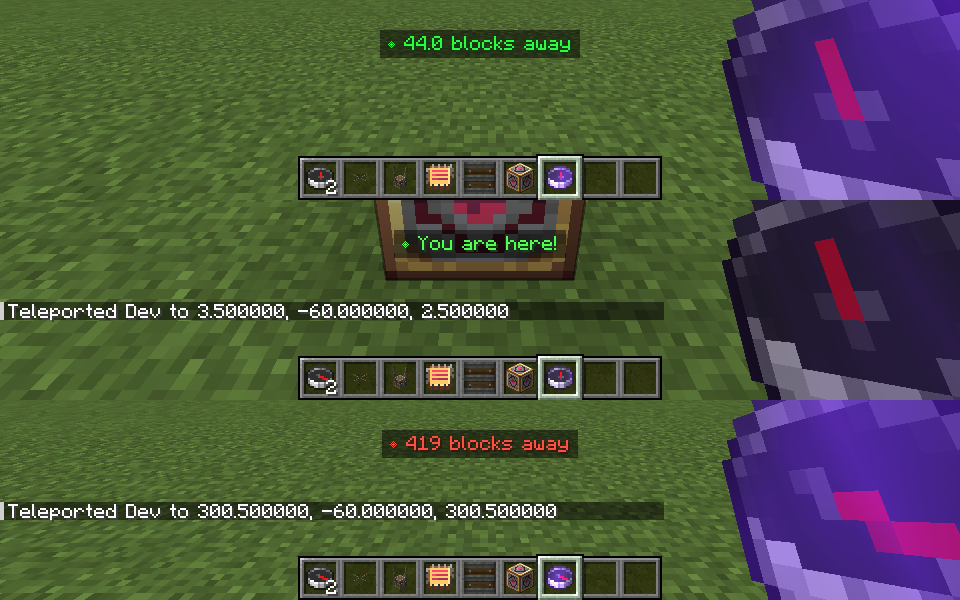 ◆ 44.0 blocks away
2
◆ You are here!
Teleported Dev to 3.500000, -60.000000, 2.500000
2
◆ 419 blocks away
Teleported Dev to 300.500000, -60.000000, 300.500000
2